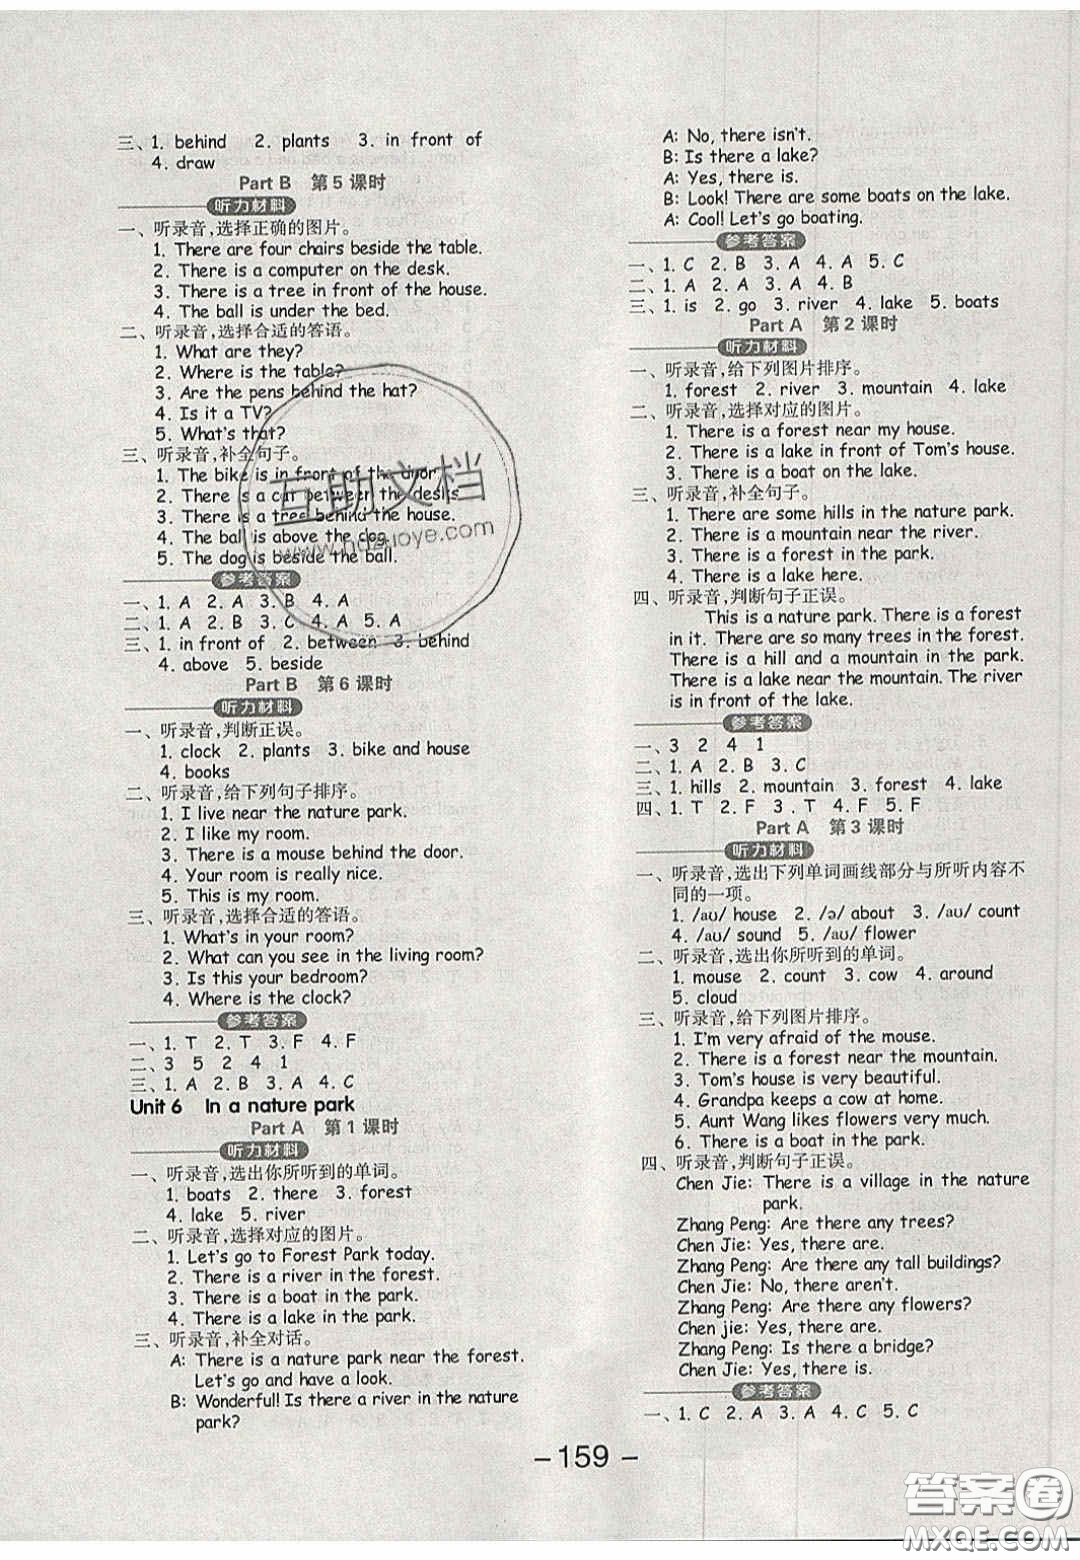 三、1. behind 2. plants 3. in front of
4. draw
Part B 第5课时
听力材料
一、听录音,选择正确的图片。
1. There are four chairs beside the table.
2. There is a computer on the desk.
3. There is a tree in front of the house.
4. The ball is under the bed.
二、听录音,选择合适的答语。
1. What are they?
2. Where is the table?
3. Are the pens behind the hat?
4. Is it a TV?
5. What's that?
三、听录音,补全句子。
1. The bike is in front of the door.
2. There is a car between the desks.
3. There is a tree behind the house.
4. The ball is above the dog.
5. The dog is beside the ball.
参考答案
一、1. A 2. A 3. B 4. A
二、1. A 2. B 3. C 4. A 5. A
三、1. in front of 2. between 3. behind
4. above 5. beside
Part B 第6课时
听力材料
一、听录音,判断正误。
1. clock 2. plants 3. bike and house
4. books
二、听录音,给下列句子排序。
1. I live near the nature park.
2. I like my room.
3. There is a mouse behind the door.
4. Your room is really nice.
5. This is my room.
三、听录音,选择合适的答语。
1. What's in your room?
2. What can you see in the living room?
3. Is this your bedroom?
4. Where is the clock?
参考答案
一、1. T 2. T 3. F 4. F
二、3 5 2 4 1
三、1. A 2. B 3. A 4. C
Unit 6 In a nature park
Part A 第1课时
听力材料
一、听录音,选出你所听到的单词。
1. boats 2. there 3. forest
4. lake 5. river
二、听录音,选择对应的图片。
1. Let's go to Forest Park today.
2. There is a river in the forest.
3. There is a boat in the park.
4. There is a lake in the park.
三、听录音,补全对话。
A: There is a nature park near the forest.
Let's go and have a look.
B: Wonderful! Is there a river in the nature
park?
A: No, there isn't.
B: Is there a lake?
A: Yes, there is.
B: Look! There are some boats on the lake.
A: Cool! Let's go boating.
参考答案
一、1. C 2. B 3. A 4. A 5. C
二、1. A 2. A 3. A 4. B
三、1. is 2. go 3. river 4. lake 5. boats
Part A 第2课时
听力材料
一、听录音,给下列图片排序。
1. forest 2. river 3. mountain 4. lake
二、听录音,选择对应的图片。
1. There is a forest near my house.
2. There is a lake in front of Tom's house.
3. There is a boat on the lake.
三、听录音,补全句子。
1. There are some hills in the nature park.
2. There is a mountain near the river.
3. There is a forest in the park.
4. There is a lake here.
四、听录音,判断句子正误。
This is a nature park. There is a forest
in it. There are so many trees in the forest.
There is a hill and a mountain in the park.
There is a lake near the mountain. The river
is in front of the lake.
参考答案
一、3 2 4 1
二、1. A 2. B 3. C
三、1. hills 2. mountain 3. forest 4. lake
四、1. T 2. F 3. T 4. F 5. F
Part A 第3课时
听力材料
一、听录音,选出下列单词画线部分与所听内容不
同的一项。
1. /aʊ/ house 2. /ə/ about 3. /aʊ/ count
4. /aʊ/ sound 5. /aʊ/ flower
二、听录音,选出你所听到的单词。
1. mouse 2. count 3. cow 4. around
5. cloud
三、听录音,给下列图片排序。
1. I'm very afraid of the mouse.
2. There is a forest near the mountain.
3. Tom's house is very beautiful.
4. Grandpa keeps a cow at home.
5. Aunt Wang likes flowers very much.
6. There is a boat in the park.
四、听录音,判断句子正误。
Chen Jie: There is a village in the nature
park.
Zhang Peng: Are there any trees?
Chen Jie: Yes, there are.
Zhang Peng: Are there any tall buildings?
Chen Jie: No, there aren't.
Zhang Peng: Are there any flowers?
Chen jie: Yes, there are.
Zhang Peng: Is there a bridge?
Chen Jie: Yes, there is.
参考答案
一、1. C 2. A 3. A 4. C 5. C
- 159 -
互助文档
www.hdzuoye.com
答案圈
MXQE.COM